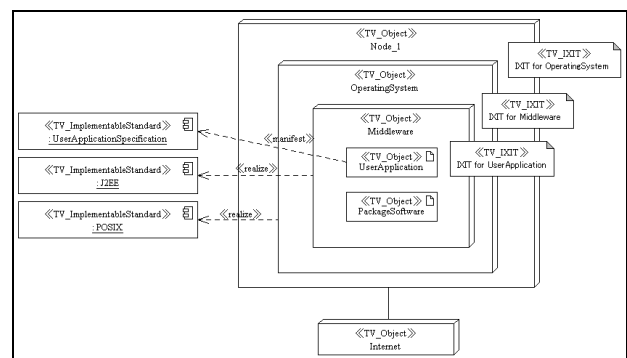 ≪TV_Object≫
Node_1
≪TV_IXIT≫
IXIT for OperatingSystem
≪TV_Object≫
OperatingSystem
≪TV_IXIT≫
IXIT for Middleware
≪TV_Object≫
Middleware
≪TV_ImplementableStandard≫
: UserApplicationSpecification
≪manifest≫
≪TV_IXIT≫
IXIT for UserApplication
≪TV_Object≫
UserApplication
≪TV_ImplementableStandard≫
: J2EE
≪realize≫
≪TV_Object≫
PackageSoftware
≪TV_ImplementableStandard≫
: POSIX
≪realize≫
≪TV_Object≫
Internet